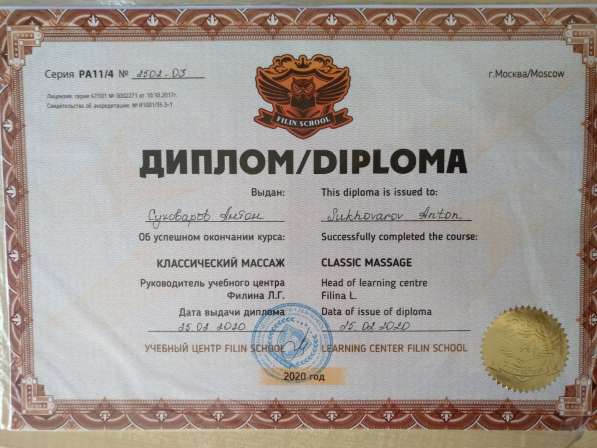 Серия РА11/4 № 2502-DJ
г.Москва/Moscow
FILIN SCHOOL
ДИПЛОМ/DIPLOMA
Выдан: This diploma is issued to:
Суховаров Антон Sukhovarov Anton
Об успешном окончании курса: Successfully completed the course:
КЛАССИЧЕСКИЙ МАССАЖ CLASSIC MASSAGE
Руководитель учебного центра Head of learning centre
Филина Л.Г. Filina L.
Дата выдачи диплома Data of issue of diploma
25.02.2020 25.02.2020
УЧЕБНЫЙ ЦЕНТР FILIN SCHOOL LEARNING CENTER FILIN SCHOOL
2020 год